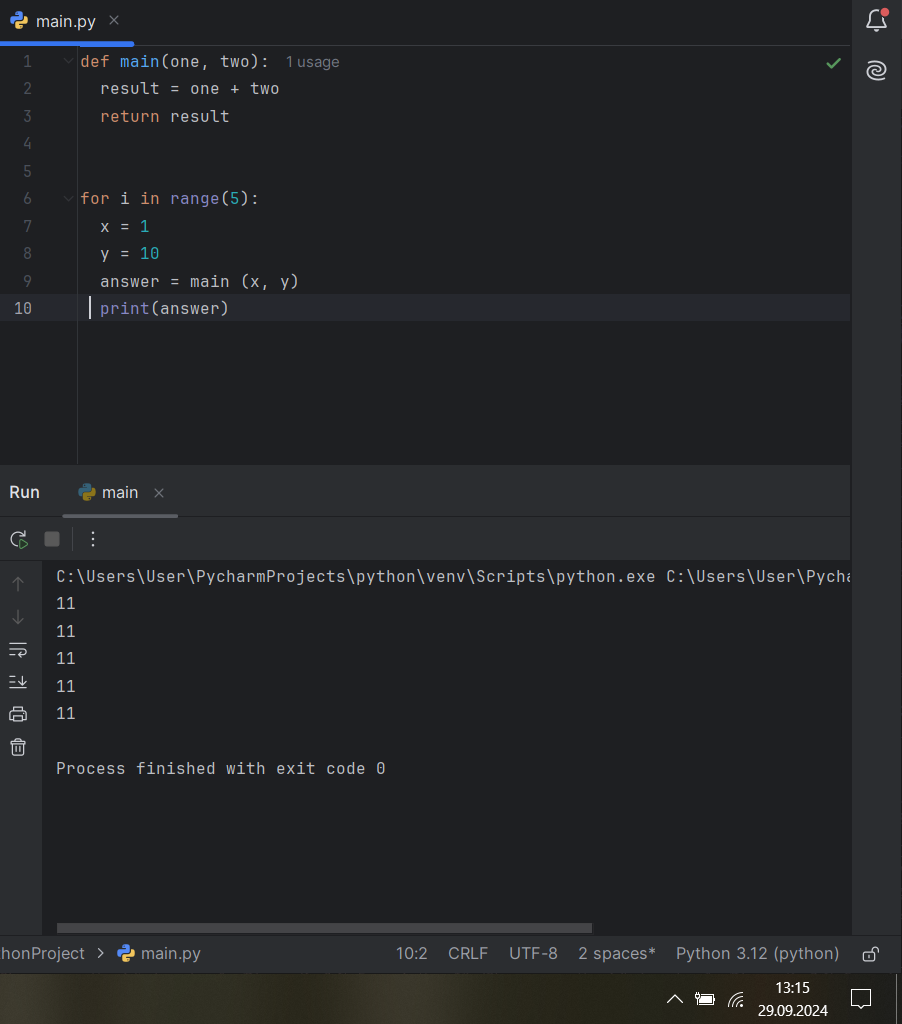 main.py
1 def main(one, two): 1 usage
2 result = one + two
3 return result
4
5
6 for i in range(5):
7 x = 1
8 y = 10
9 answer = main (x, y)
10 print(answer)
Run main
C:\Users\User\PycharmProjects\python\venv\Scripts\python.exe C:\Users\User\Pycha
11
11
11
11
11
Process finished with exit code 0
honProject > main.py 10:2 CRLF UTF-8 2 spaces* Python 3.12 (python)
13:15
29.09.2024